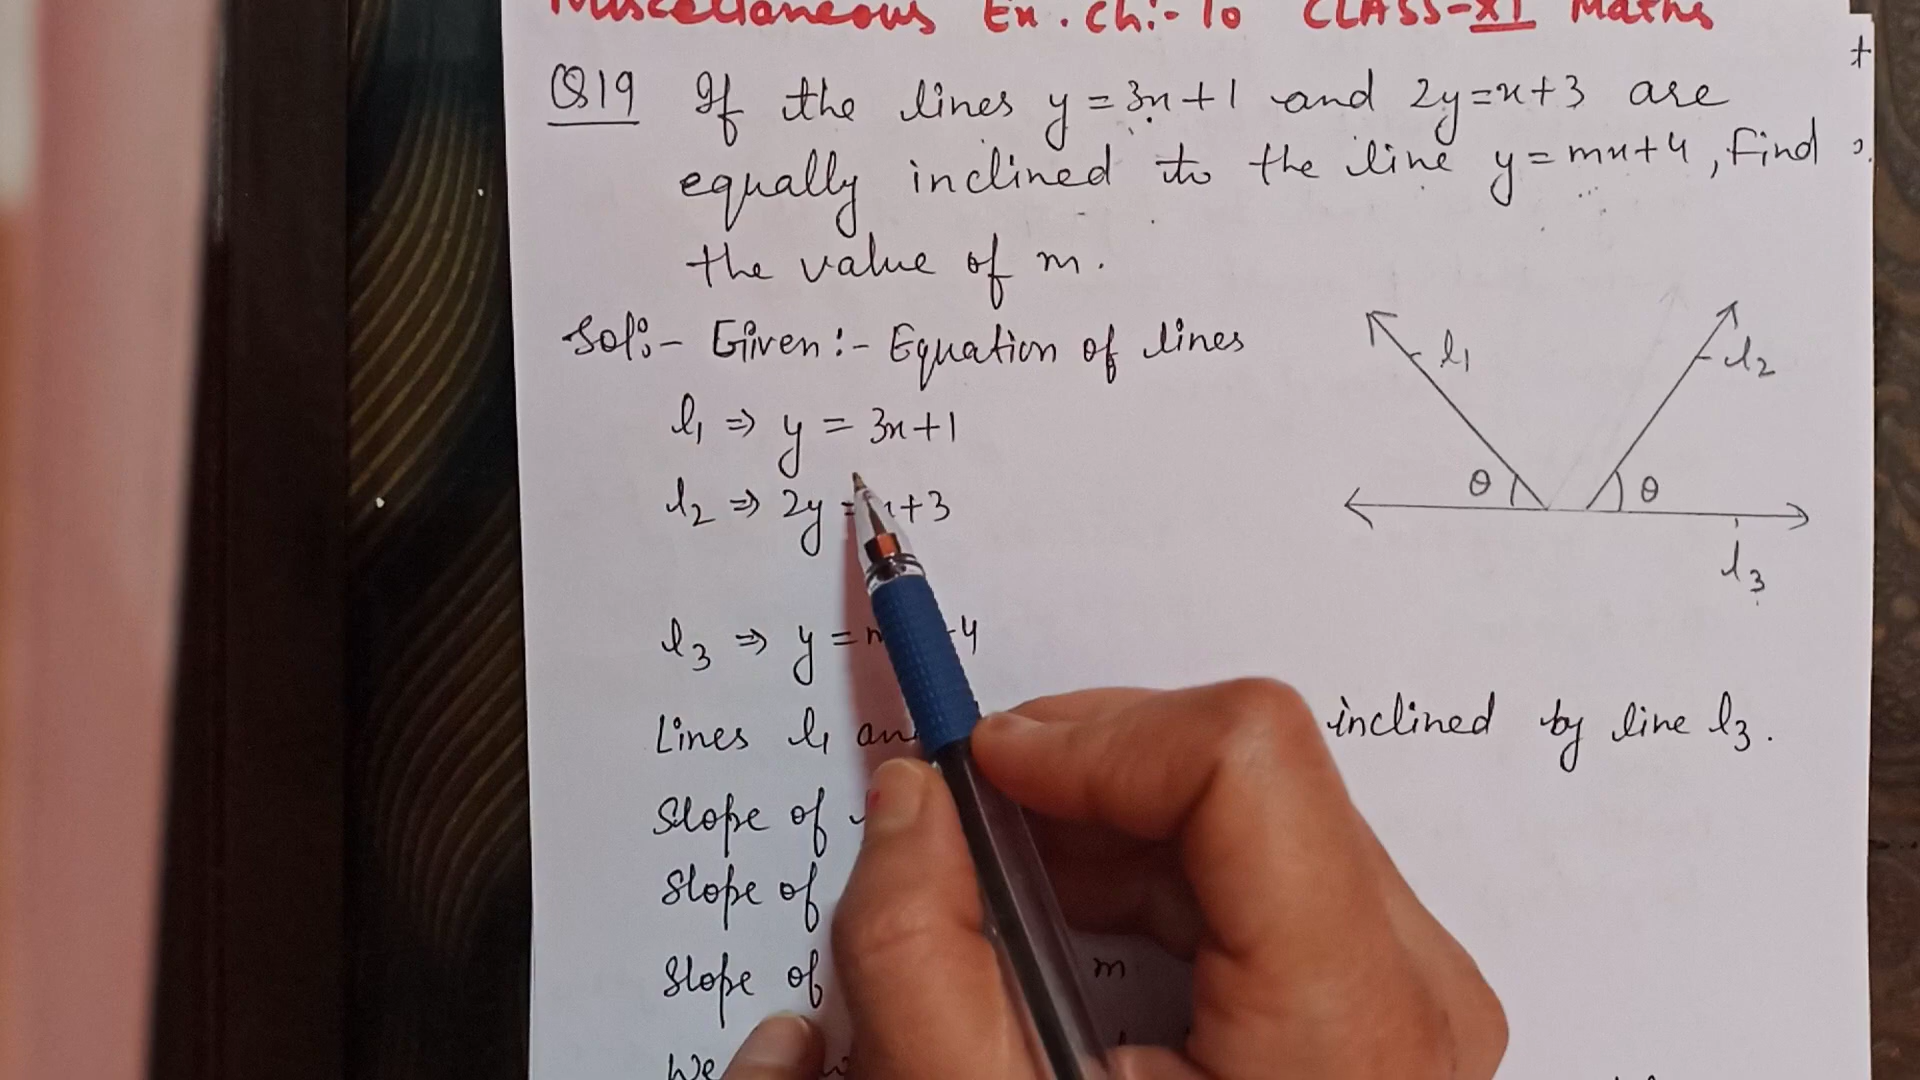 Miscellaneous Ex. Ch:- 10 CLASS-XI Maths
Q19 If the lines y = 3x+1 and 2y=x+3 are
equally inclined to the line y = mx+4, find
the value of m.
Sol:- Given:- Equation of lines
l1 ⇒ y = 3x+1
l2 ⇒ 2y = x+3
l3 ⇒ y = m +4
Lines l1 an inclined by line l3.
Slope of
Slope of
Slope of m
We
l1
l2
θ
θ
l3